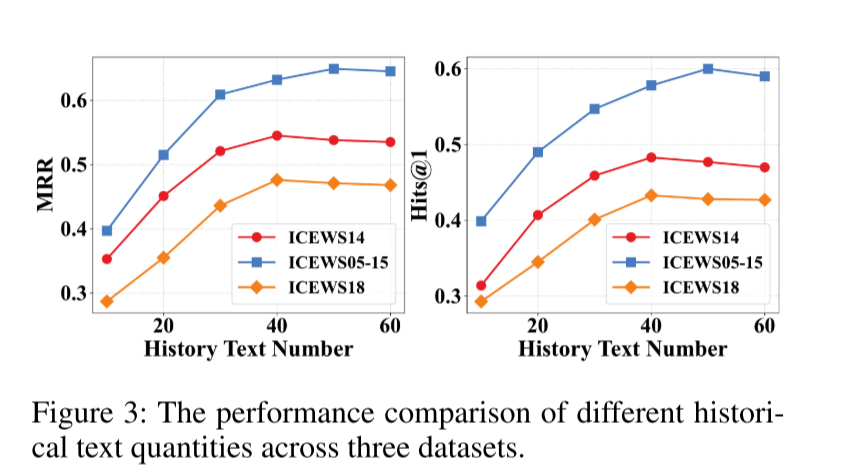 MRR
0.6
0.5
0.4
0.3
20
40
60
History Text Number
ICEWS14
ICEWS05-15
ICEWS18
Hits@1
0.6
0.5
0.4
0.3
20
40
60
History Text Number
ICEWS14
ICEWS05-15
ICEWS18
Figure 3: The performance comparison of different histori-
cal text quantities across three datasets.